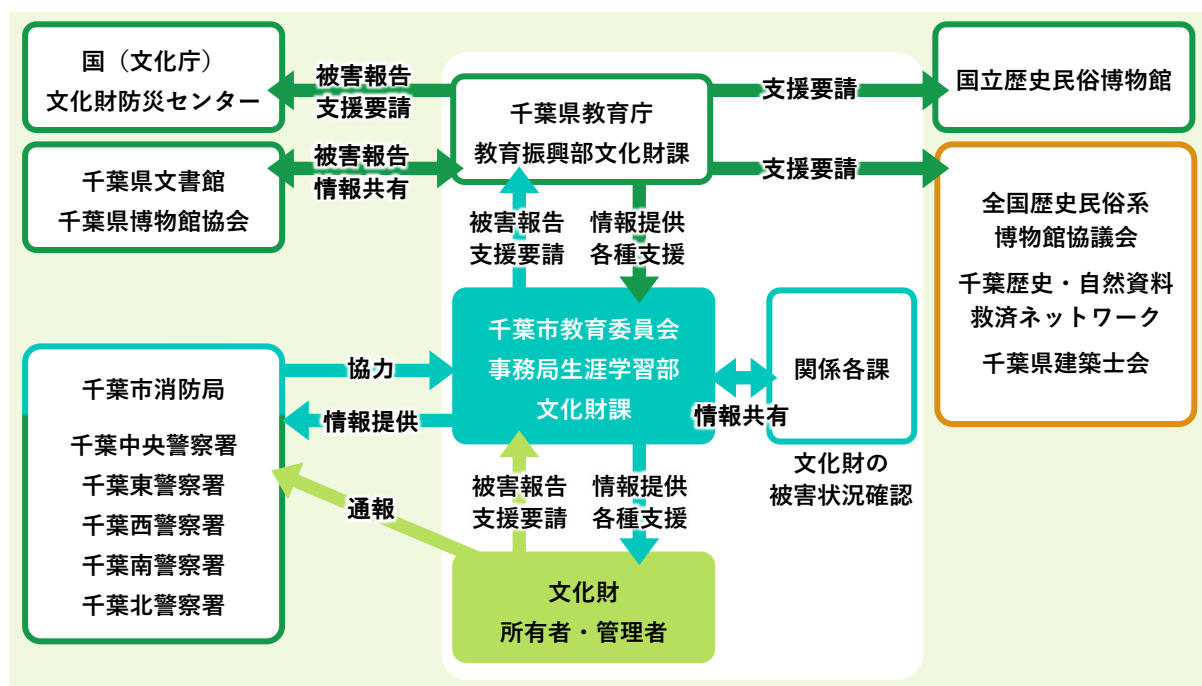 国（文化庁）
文化財防災センター
被害報告
支援要請
千葉県教育庁
教育振興部文化財課
支援要請
国立歴史民俗博物館
千葉県文書館
千葉県博物館協会
被害報告
情報共有
支援要請
全国歴史民俗系
博物館協議会
千葉歴史・自然資料
救済ネットワーク
千葉県建築士会
被害報告
支援要請
情報提供
各種支援
千葉市教育委員会
事務局生涯学習部
文化財課
関係各課
情報共有
文化財の
被害状況確認
千葉市消防局
千葉中央警察署
千葉東警察署
千葉西警察署
千葉南警察署
千葉北警察署
協力
情報提供
通報
被害報告
支援要請
情報提供
各種支援
文化財
所有者・管理者